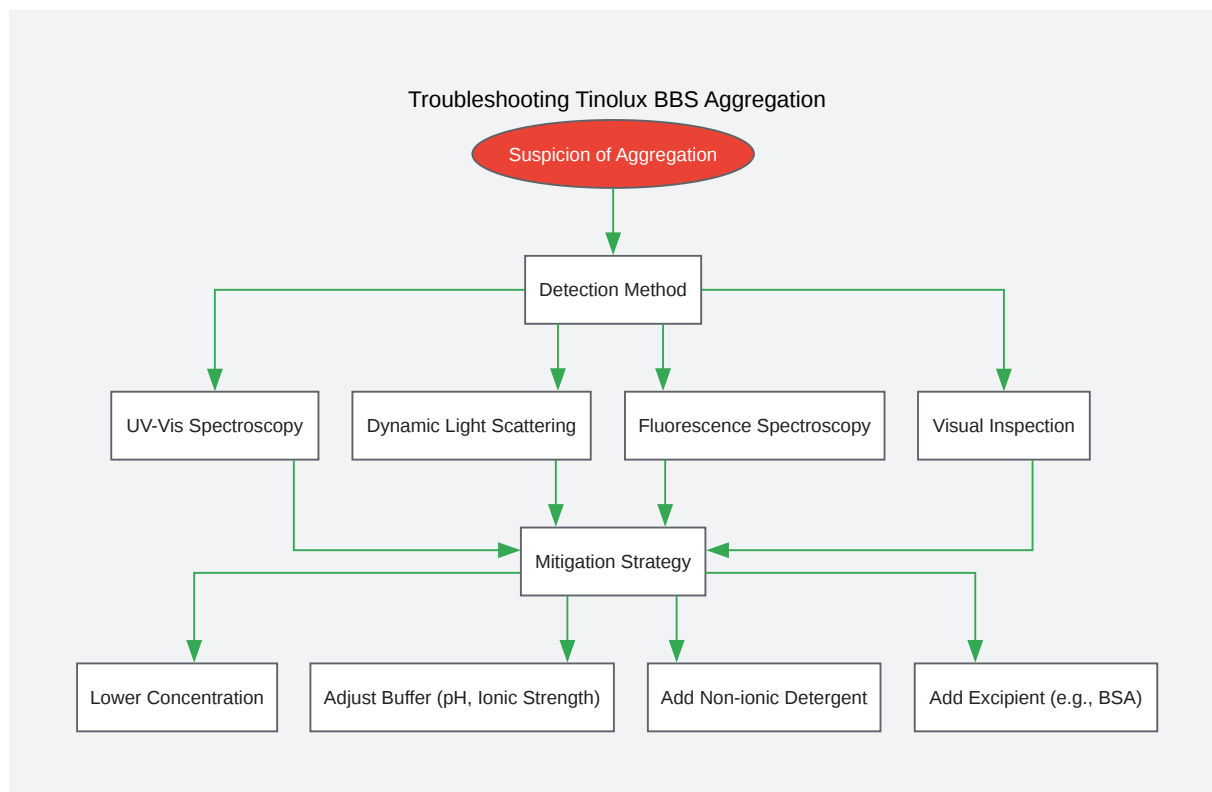 Troubleshooting Tinolux BBS Aggregation
Suspicion of Aggregation
Detection Method
UV-Vis Spectroscopy
Dynamic Light Scattering
Fluorescence Spectroscopy
Visual Inspection
Mitigation Strategy
Lower Concentration
Adjust Buffer (pH, Ionic Strength)
Add Non-ionic Detergent
Add Excipient (e.g., BSA)